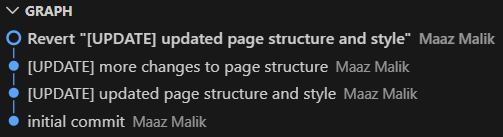 GRAPH
Revert "[UPDATE] updated page structure and style" Maaz Malik
[UPDATE] more changes to page structure Maaz Malik
[UPDATE] updated page structure and style Maaz Malik
initial commit Maaz Malik